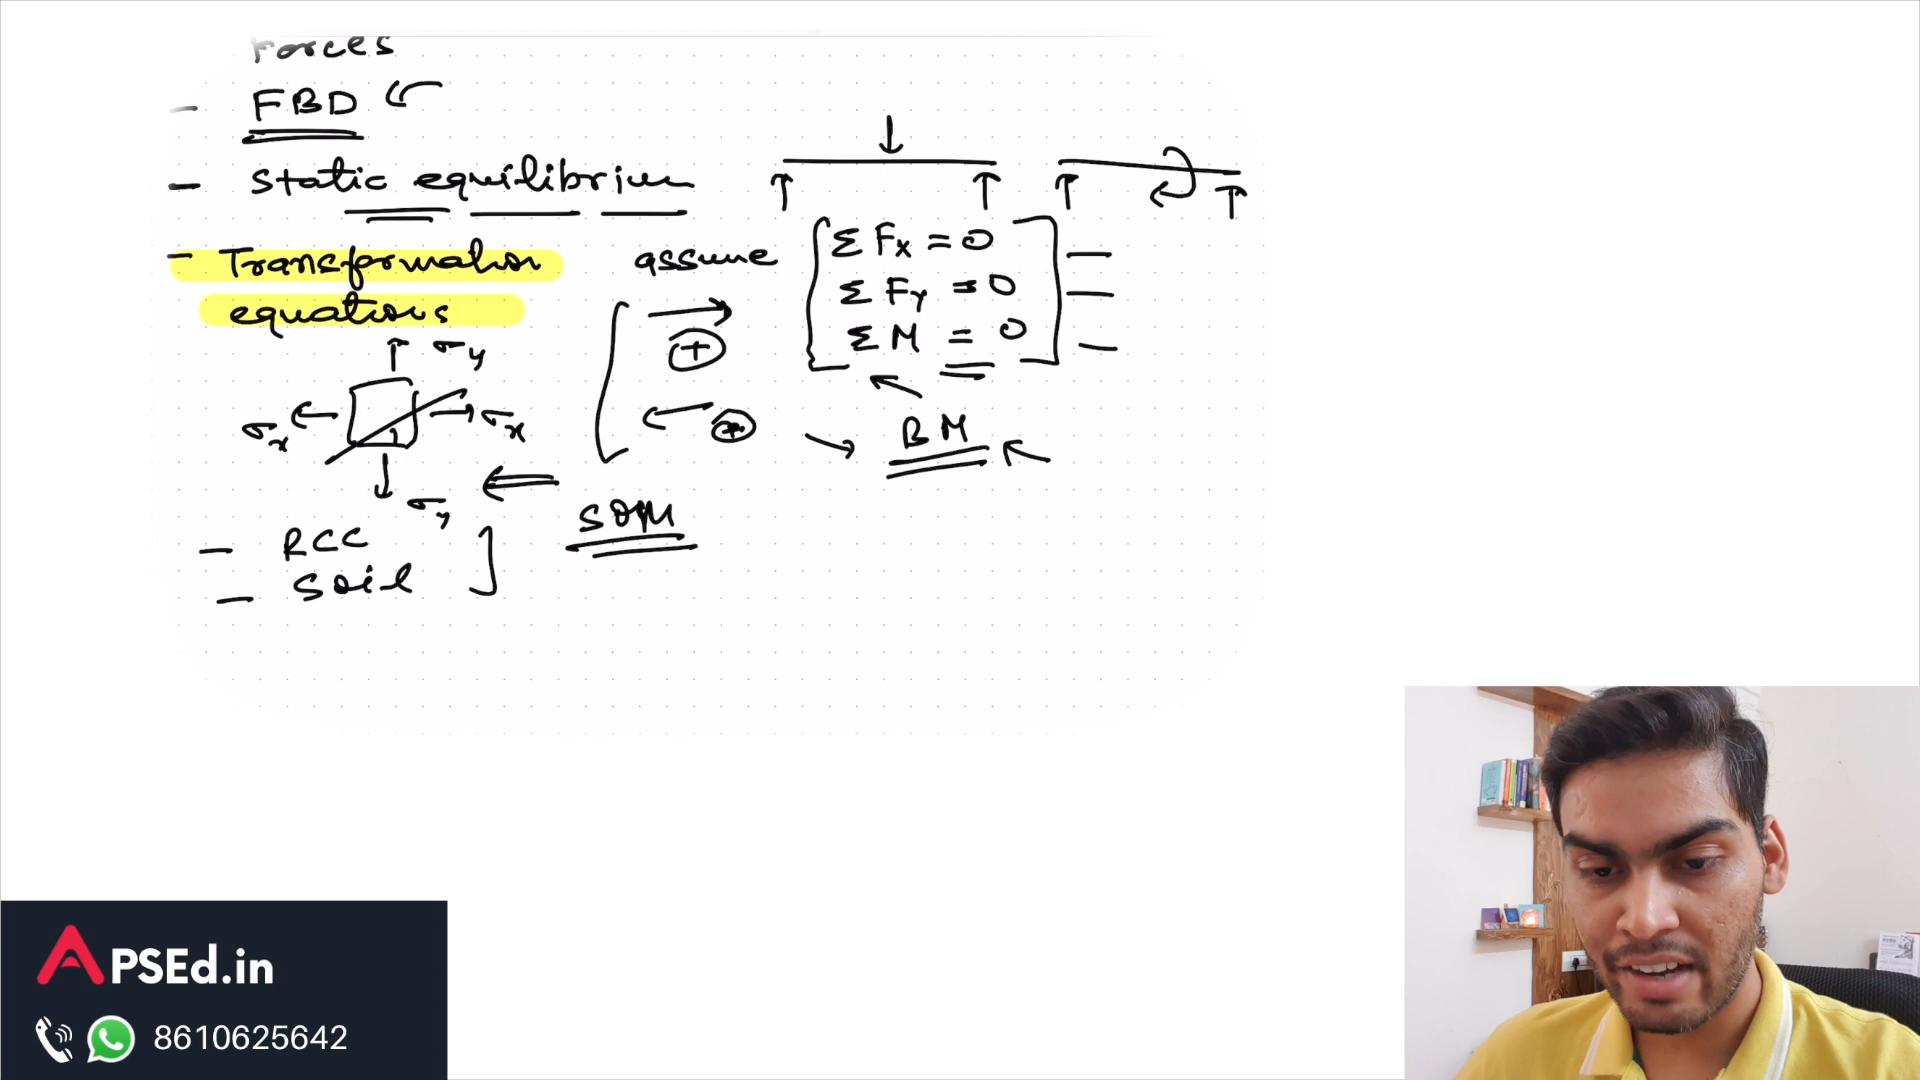 Forces
- FBD
- Static equilibrium
- Transformation
equations
assume
ΣFx = 0
ΣFy = 0
ΣM = 0
+
σy
σx
σx
σy
BM
SOM
- RCC
- Soil
APSEd.in
8610625642